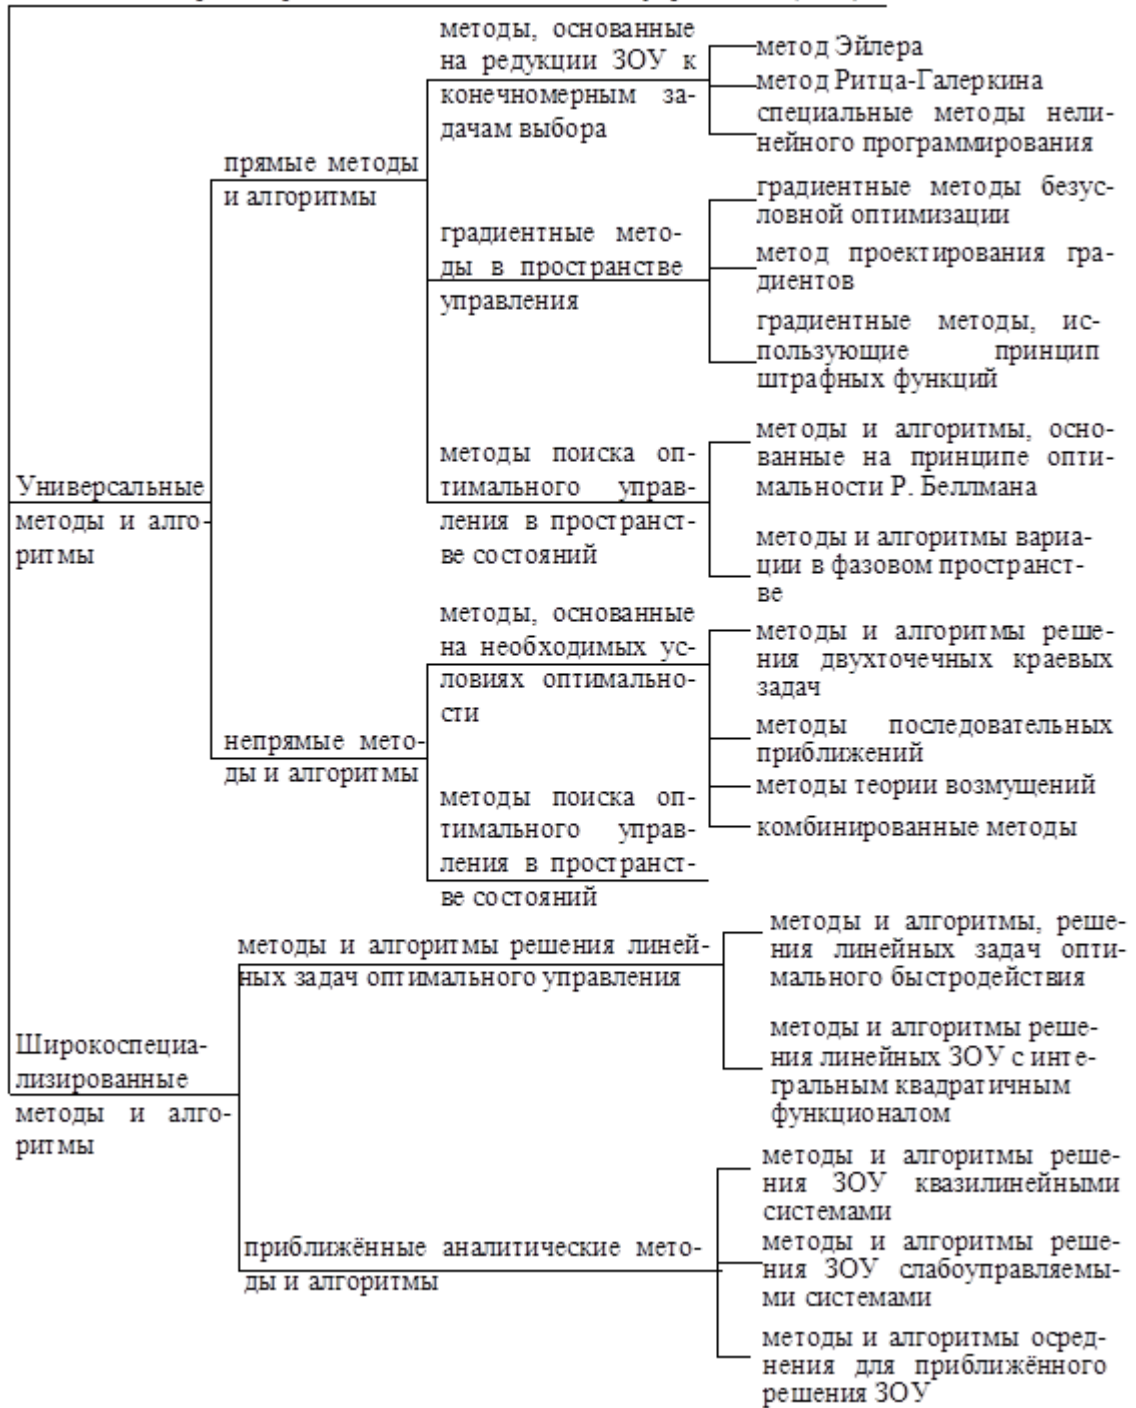 методы, основанные
на редукции ЗОУ к
конечномерным за-
дачам выбора
метод Эйлера
метод Ритца-Галеркина
специальные методы нели-
нейного программирования
прямые методы
и алгоритмы
градиентные мето-
ды в пространстве
управления
градиентные методы безус-
ловной оптимизации
метод проектирования гра-
диентов
градиентные методы, ис-
пользующие принцип
штрафных функций
методы поиска оп-
тимального управ-
ления в пространст-
ве состояний
методы и алгоритмы, осно-
ванные на принципе опти-
мальности Р. Беллмана
методы и алгоритмы вариа-
ции в фазовом пространст-
ве
Универсальные
методы и алго-
ритмы
методы, основанные
на необходимых ус-
ловиях оптимально-
сти
методы и алгоритмы реше-
ния двухточечных краевых
задач
методы последовательных
приближений
методы теории возмущений
комбинированные методы
непрямые мето-
ды и алгоритмы
методы поиска оп-
тимального управ-
ления в пространст-
ве состояний
методы и алгоритмы решения линей-
ных задач оптимального управления
методы и алгоритмы, реше-
ния линейных задач опти-
мального быстродействия
методы и алгоритмы реше-
ния линейных ЗОУ с инте-
гральным квадратичным
функционалом
Широкоспециа-
лизированные
методы и алго-
ритмы
приближённые аналитические мето-
ды и алгоритмы
методы и алгоритмы реше-
ния ЗОУ квазилинейными
системами
методы и алгоритмы реше-
ния ЗОУ слабоуправляемы-
ми системами
методы и алгоритмы осред-
нения для приближённого
решения ЗОУ